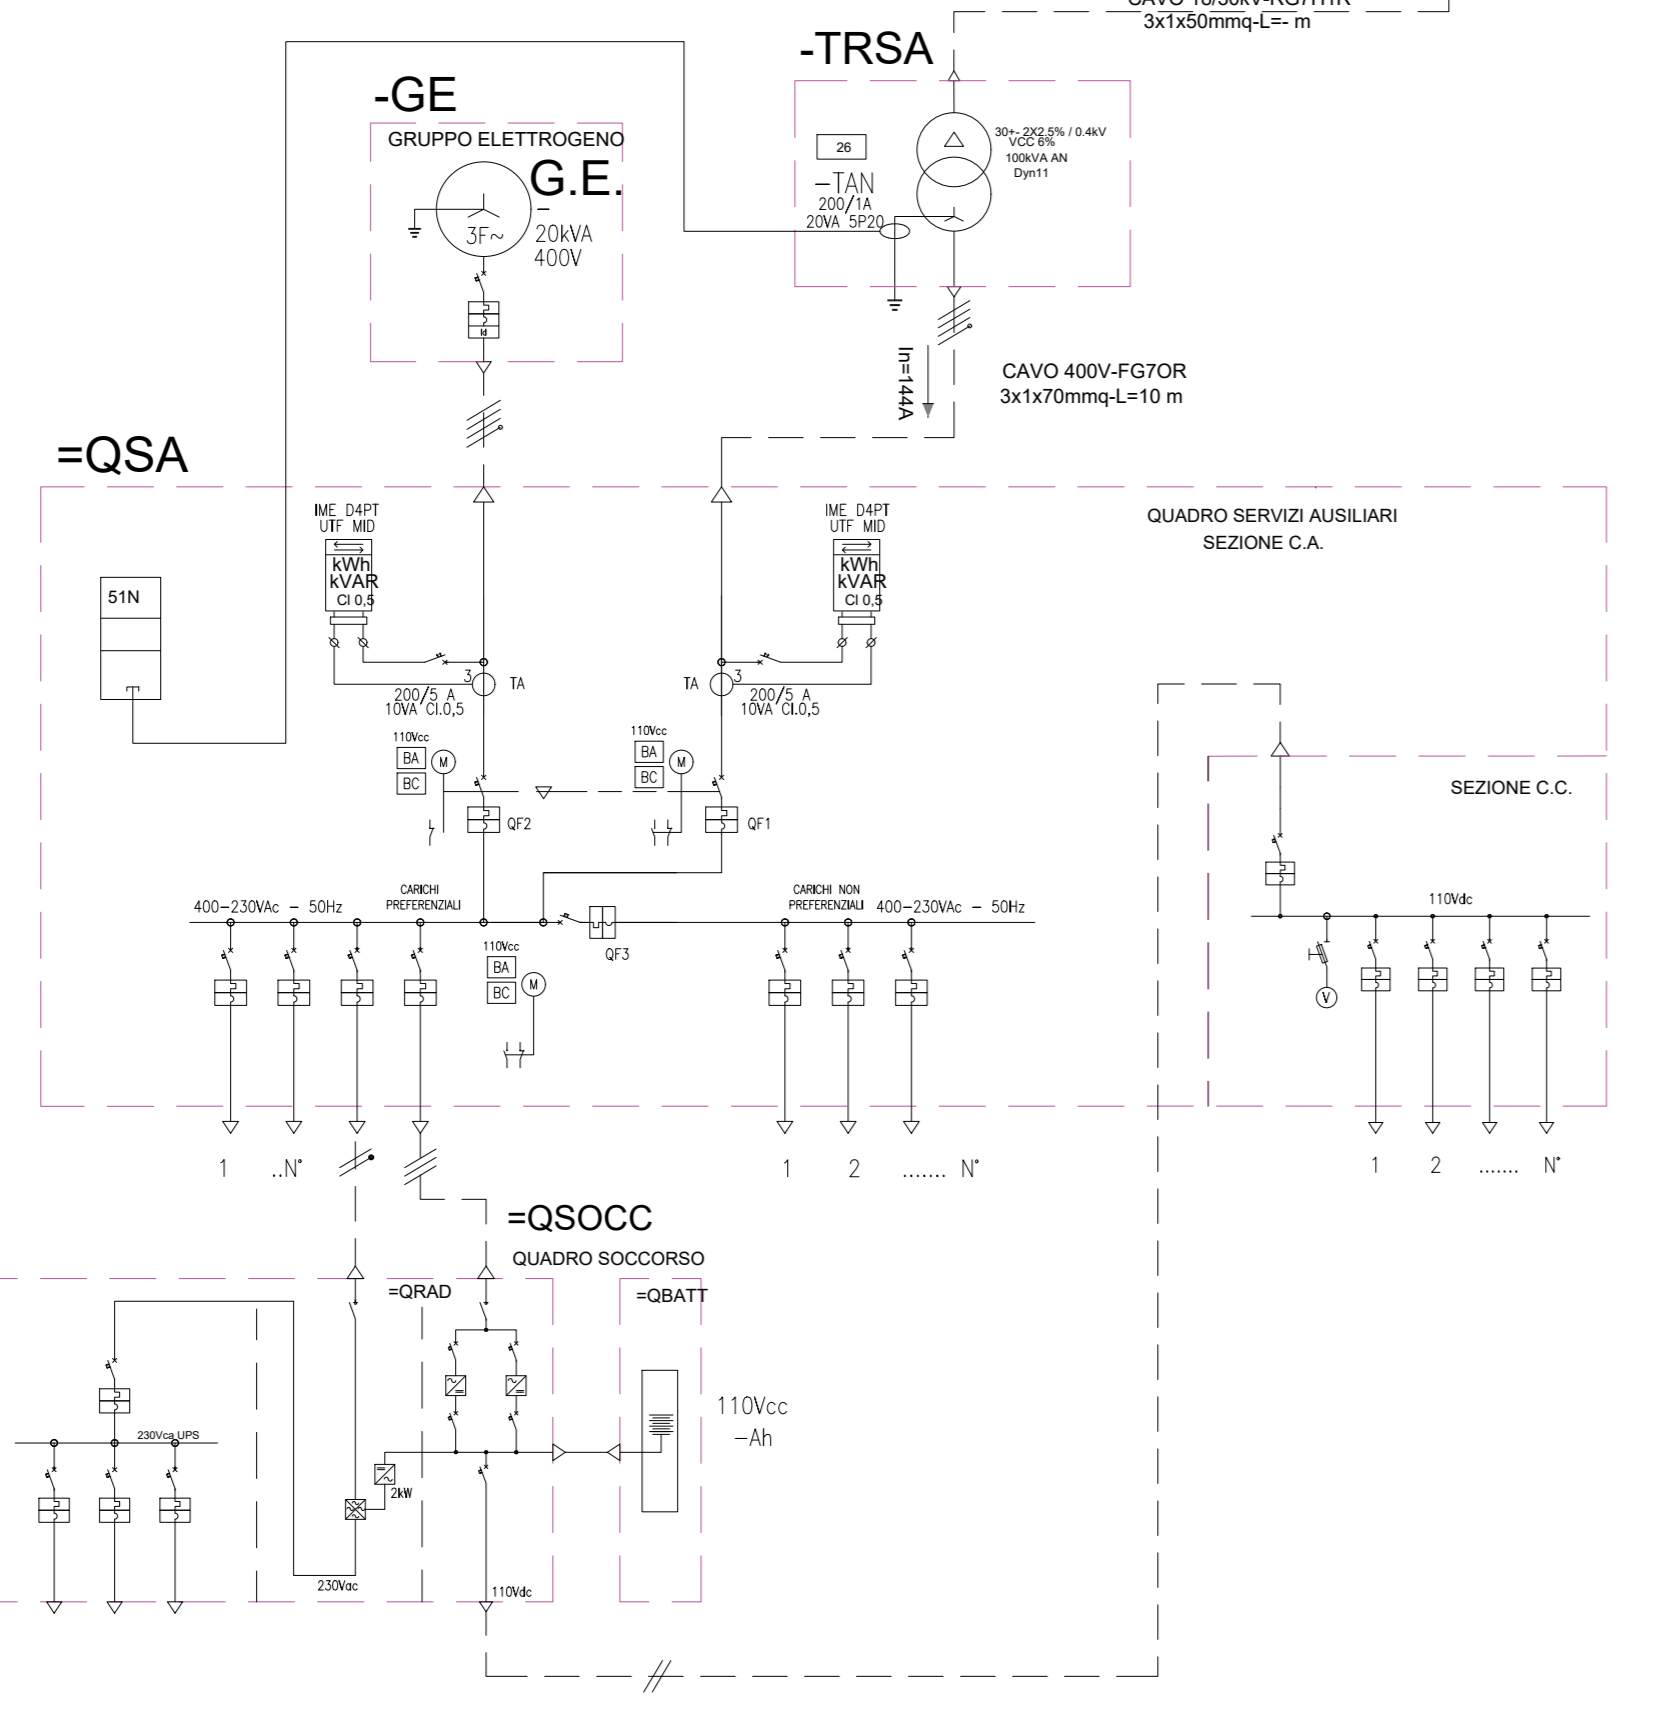 3x1x50mmq-L=- m
-TRSA
-GE
GRUPPO ELETTROGENO
G.E.
3F~
20kVA
400V
Id
26
-TAN
200/1A
20VA 5P20
30+- 2X2.5% / 0.4kV
VCC 6%
100kVA AN
Dyn11
In=144A
CAVO 400V-FG7OR
3x1x70mmq-L=10 m
=QSA
QUADRO SERVIZI AUSILIARI
SEZIONE C.A.
51N
IME D4PT
UTF MID
kWh
kVAR
Cl 0,5
3
TA
200/5 A
10VA Cl.0,5
IME D4PT
UTF MID
kWh
kVAR
Cl 0,5
TA
3
200/5 A
10VA Cl.0,5
110Vcc
BA
BC
M
QF2
110Vcc
BA
BC
M
QF1
SEZIONE C.C.
400-230VAc - 50Hz
CARICHI
PREFERENZIALI
CARICHI NON
PREFERENZIALI
400-230VAc - 50Hz
QF3
110Vcc
BA
BC
M
110Vdc
V
1 ..N°
1 2 ....... N°
1 2 ....... N°
=QSOCC
QUADRO SOCCORSO
=QRAD
=QBATT
110Vcc
-Ah
230Vca UPS
2kW
230Vac
110Vdc